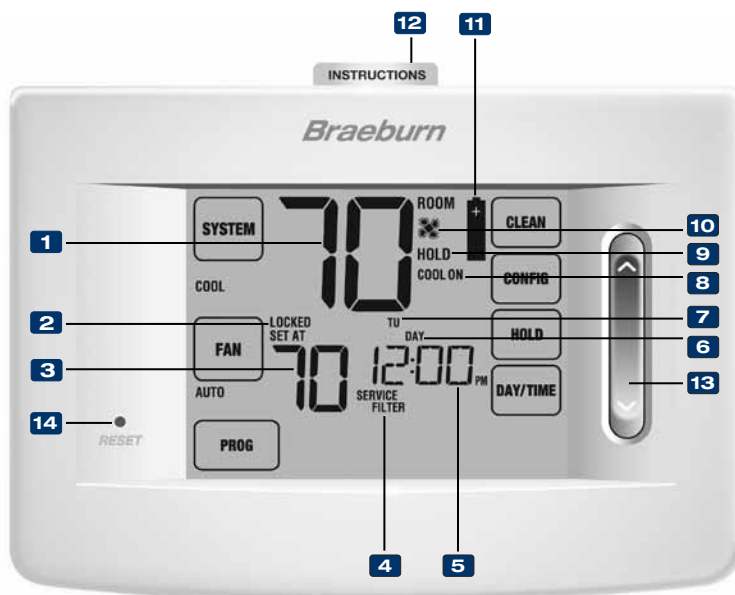 12
11
INSTRUCTIONS
Braeburn
SYSTEM
70
ROOM
+
CLEAN
1
10
HOLD
9
COOL
COOL ON
CONFIG
8
2
LOCKED
TU
7
SET AT
DAY
HOLD
6
FAN
3
70
12:00 PM
13
AUTO
SERVICE
FILTER
DAY/TIME
14
RESET
PROG
4
5